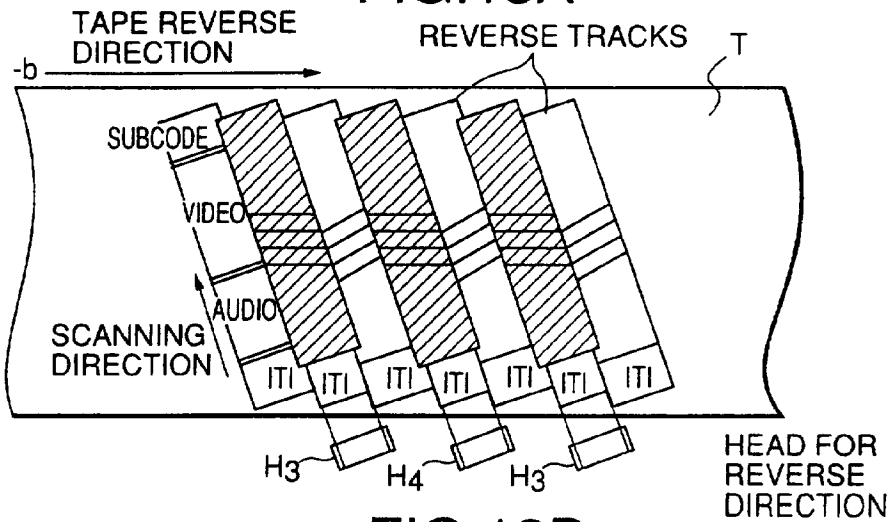 TAPE REVERSE
DIRECTION
-b
REVERSE TRACKS
T
SUBCODE
VIDEO
AUDIO
SCANNING
DIRECTION
ITI ITI ITI ITI ITI ITI ITI
H3 H4 H3
HEAD FOR
REVERSE
DIRECTION